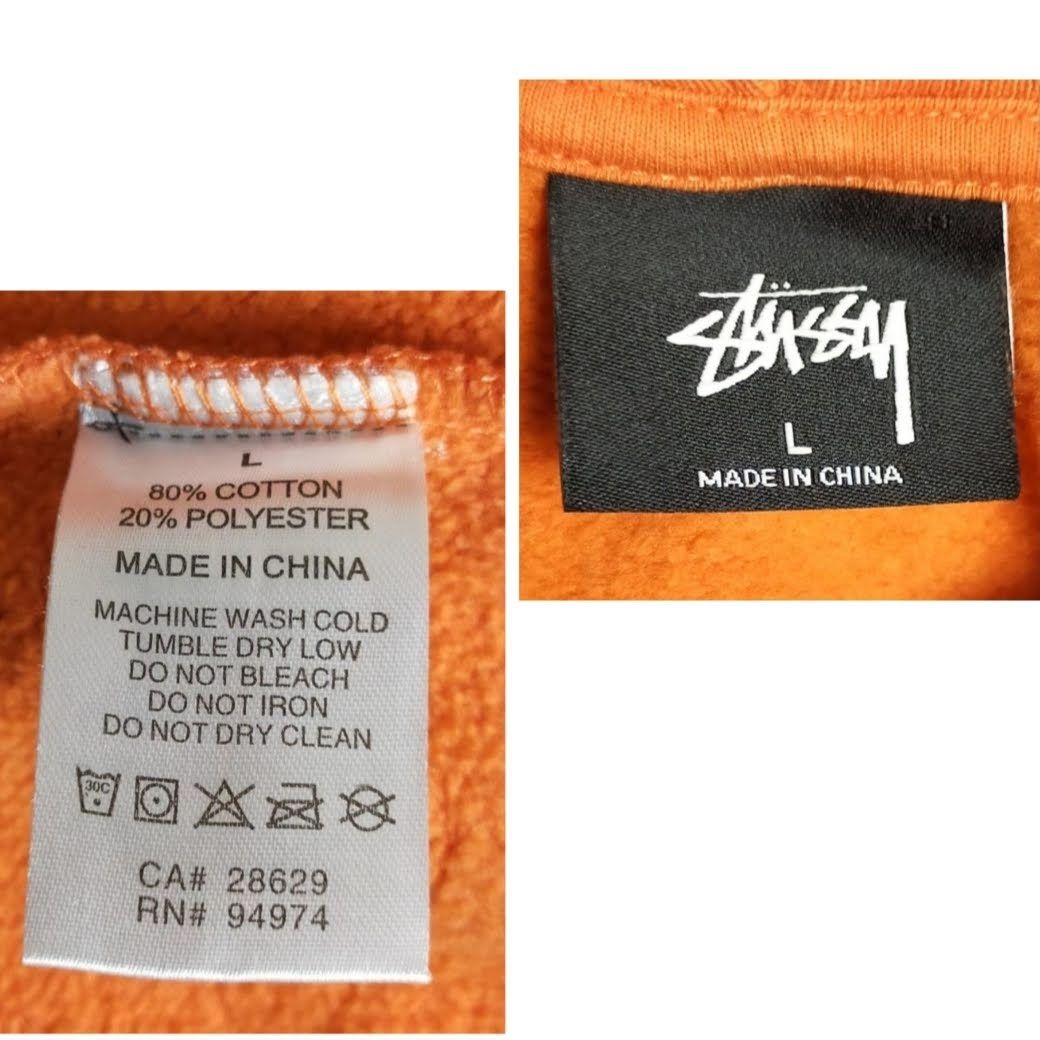 L
80% COTTON
20% POLYESTER
MADE IN CHINA
MACHINE WASH COLD
TUMBLE DRY LOW
DO NOT BLEACH
DO NOT IRON
DO NOT DRY CLEAN
30C
CA# 28629
RN# 94974
STÜSSY
L
MADE IN CHINA